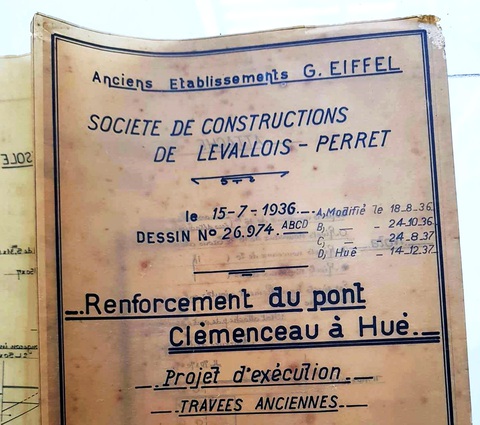 Anciens Etablissements G. EIFFEL
SOCIETE DE CONSTRUCTIONS
DE LEVALLOIS - PERRET
le 15-7-1936.
A, Modifié le 18-8-36
DESSIN No 26.974. ABCD
B, — 24-10-36
C, — 24-8-37
D, Hué — 14-12-37
Renforcement du pont
Clémenceau à Hué.
Projet d'exécution
TRAVEES ANCIENNES